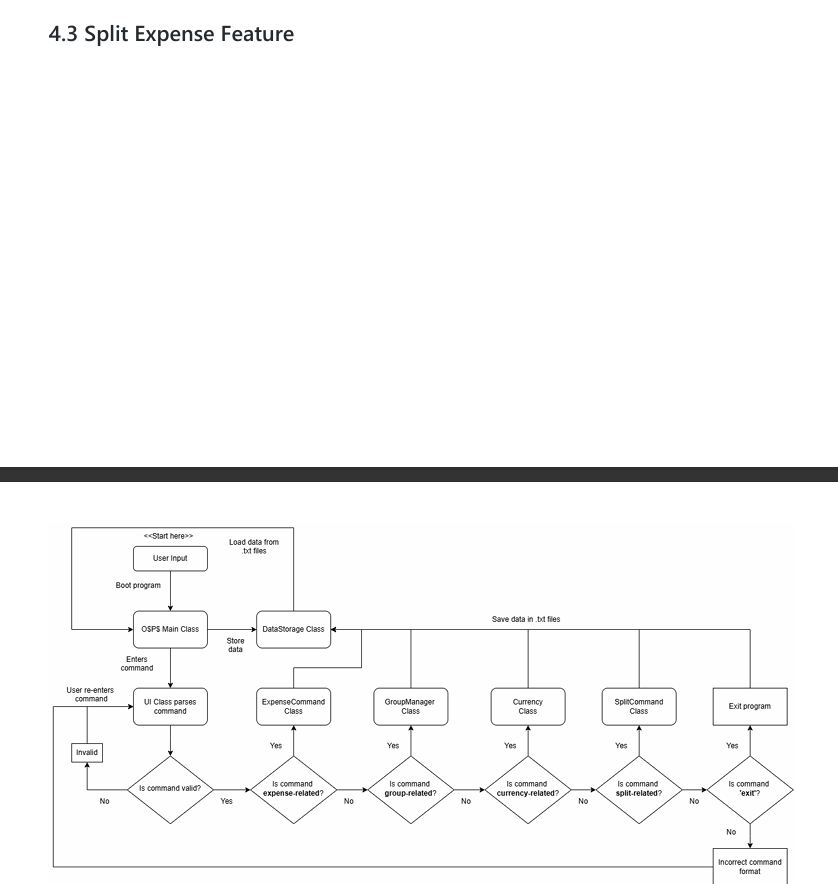 4.3 Split Expense Feature
<<Start here>>
User Input
Load data from
.txt files
Boot program
O$P$ Main Class
Store
data
DataStorage Class
Save data in .txt files
Enters
command
User re-enters
command
UI Class parses
command
ExpenseCommand
Class
GroupManager
Class
Currency
Class
SplitCommand
Class
Exit program
Invalid
Yes
Yes
Yes
Yes
Yes
Is command valid?
Is command
expense-related?
Is command
group-related?
Is command
currency-related?
Is command
split-related?
Is command
'exit'?
No
Yes
No
No
No
No
No
Incorrect command
format